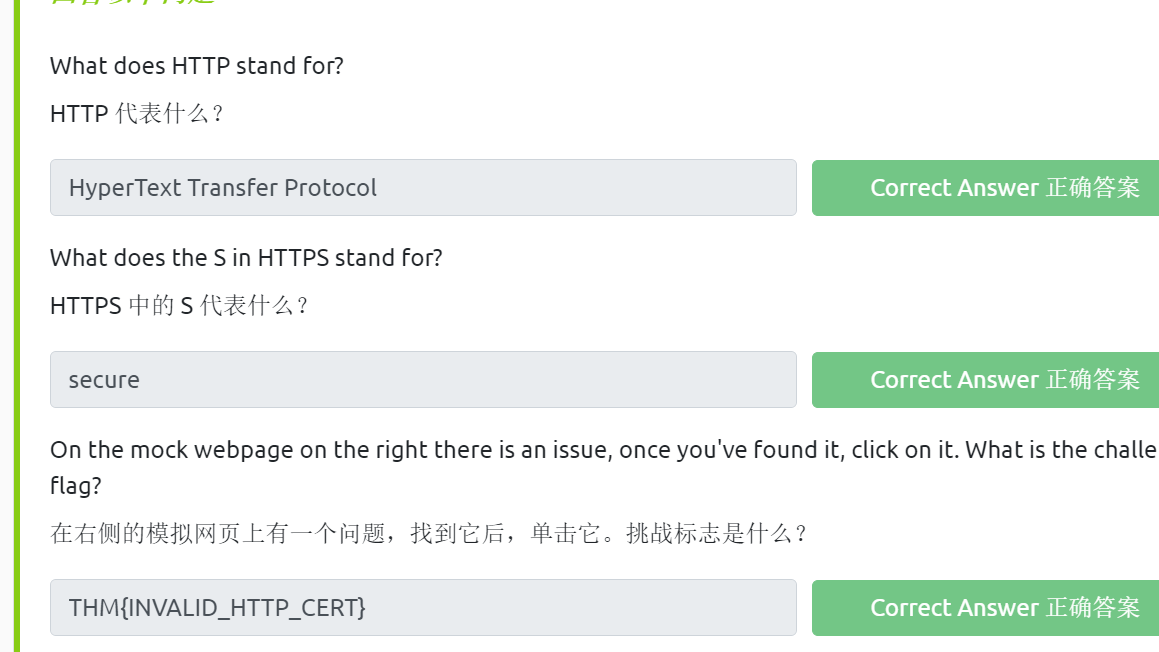 What does HTTP stand for?
HTTP 代表什么？
HyperText Transfer Protocol
Correct Answer 正确答案
What does the S in HTTPS stand for?
HTTPS 中的 S 代表什么？
secure
Correct Answer 正确答案
On the mock webpage on the right there is an issue, once you've found it, click on it. What is the challe
flag?
在右侧的模拟网页上有一个问题，找到它后，单击它。挑战标志是什么？
THM{INVALID_HTTP_CERT}
Correct Answer 正确答案